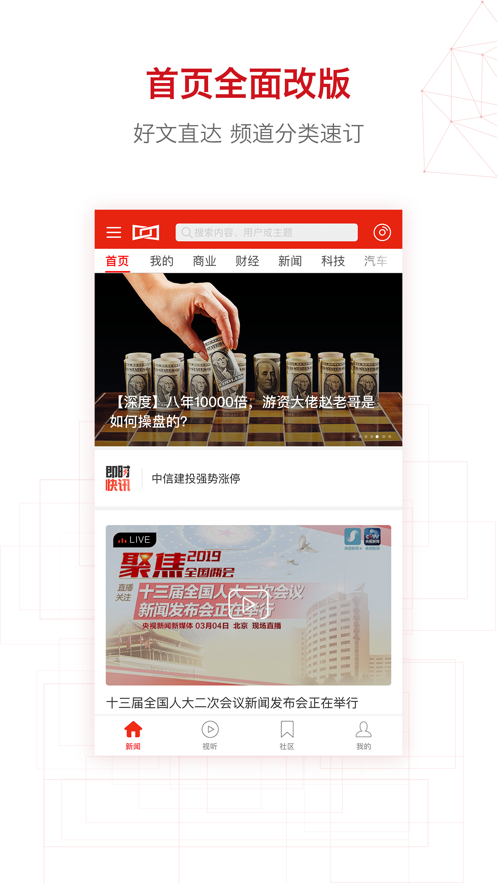 首页全面改版
好文直达 频道分类速订
搜索内容、用户或主题
首页 我的 商业 财经 新闻 科技 汽车
【深度】八年10000倍，游资大佬赵老哥是
如何操盘的?
即时
快讯
中信建投强势涨停
LIVE
央视新闻
直播
关注
聚焦 2019
全国两会
十三届全国人大二次会议
新闻发布会正在举行
央视新闻新媒体 03月04日 北京 现场直播
十三届全国人大二次会议新闻发布会正在举行
新闻 视听 社区 我的